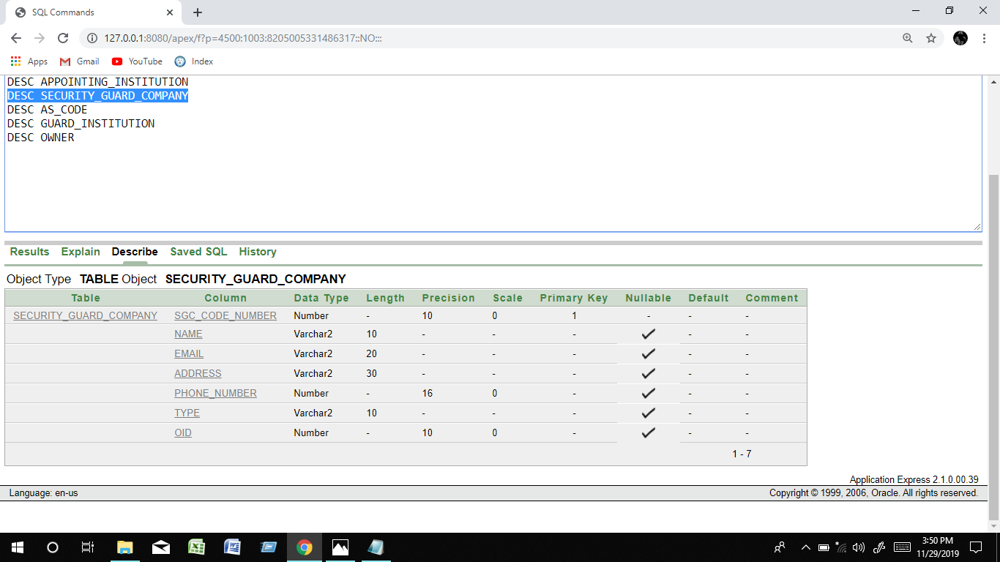 SQL Commands
127.0.0.1:8080/apex/f?p=4500:1003:8205005331486317::NO:::
Apps Gmail YouTube Index
DESC APPOINTING_INSTITUTION
DESC SECURITY_GUARD_COMPANY
DESC AS_CODE
DESC GUARD_INSTITUTION
DESC OWNER
Results Explain Describe Saved SQL History
Object Type TABLE Object SECURITY_GUARD_COMPANY
Table Column Data Type Length Precision Scale Primary Key Nullable Default Comment
SECURITY_GUARD_COMPANY SGC_CODE_NUMBER Number - 10 0 1 - - -
NAME Varchar2 10 - - - - -
EMAIL Varchar2 20 - - - - -
ADDRESS Varchar2 30 - - - - -
PHONE_NUMBER Number - 16 0 - - -
TYPE Varchar2 10 - - - - -
OID Number - 10 0 - - -
1 - 7
Application Express 2.1.0.00.39
Language: en-us Copyright © 1999, 2006, Oracle. All rights reserved.
3:50 PM
11/29/2019